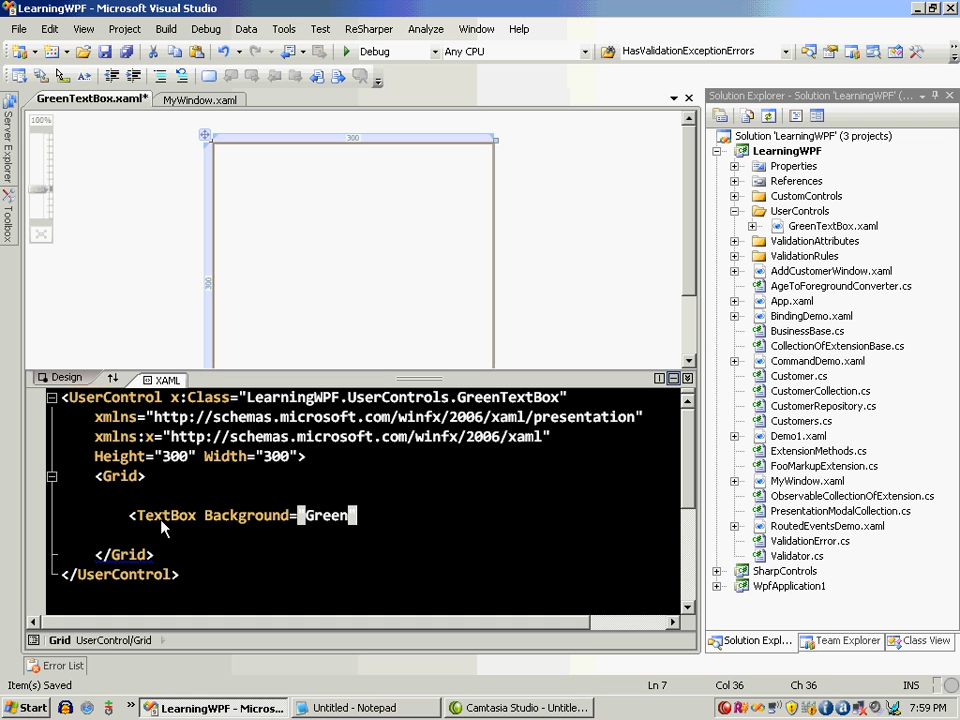 LearningWPF - Microsoft Visual Studio
File Edit View Project Build Debug Data Tools Test ReSharper Analyze Window Help
Debug Any CPU HasValidationExceptionErrors
GreenTextBox.xaml* MyWindow.xaml
Solution Explorer - Solution 'LearningWPF' (...
Server Explorer
Toolbox
100%
300
300
Solution 'LearningWPF' (3 projects)
LearningWPF
Properties
References
CustomControls
UserControls
GreenTextBox.xaml
ValidationAttributes
ValidationRules
AddCustomerWindow.xaml
AgeToForegroundConverter.cs
App.xaml
BindingDemo.xaml
BusinessBase.cs
CollectionOfExtensionBase.cs
CommandDemo.xaml
Customer.cs
CustomerCollection.cs
CustomerRepository.cs
Customers.cs
Demo1.xaml
ExtensionMethods.cs
FooMarkupExtension.cs
MyWindow.xaml
ObservableCollectionOfExtension.cs
PresentationModalCollection.cs
RoutedEventsDemo.xaml
ValidationError.cs
Validator.cs
SharpControls
WpfApplication1
Design XAML
<UserControl x:Class="LearningWPF.UserControls.GreenTextBox"
xmlns="http://schemas.microsoft.com/winfx/2006/xaml/presentation"
xmlns:x="http://schemas.microsoft.com/winfx/2006/xaml"
Height="300" Width="300">
<Grid>
<TextBox Background="Green"
</Grid>
</UserControl>
Grid UserControl/Grid
Solution Expl... Team Explorer Class View
Error List
Item(s) Saved Ln 7 Col 36 Ch 36 INS
Start LearningWPF - Micros... Untitled - Notepad Camtasia Studio - Untitle... 7:59 PM